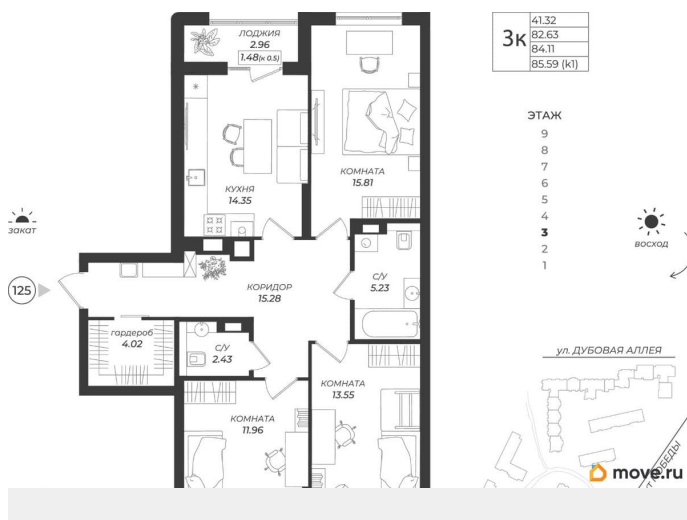 ЛОДЖИЯ
2.96
1.48(к 0.5)
КУХНЯ
14.35
КОМНАТА
15.81
3к
41.32
82.63
84.11
85.59 (k1)
ЭТАЖ
9
8
7
6
5
4
3
2
1
закат
восход
125
КОРИДОР
15.28
С/У
5.23
гардероб
4.02
С/У
2.43
КОМНАТА
13.55
КОМНАТА
11.96
ул. ДУБОВАЯ АЛЛЕЯ
ПОБЕДЫ
move.ru